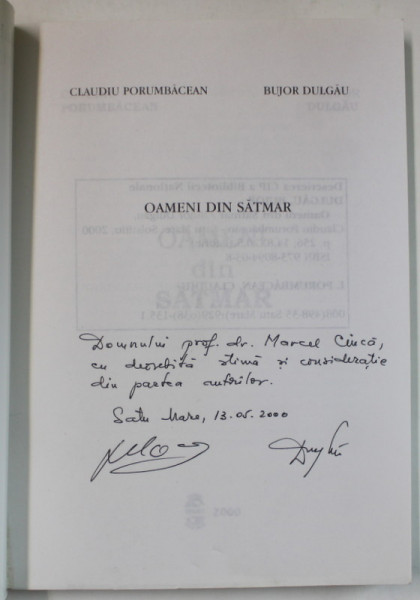 CLAUDIU PORUMBĂCEAN BUJOR DULGĂU
OAMENI DIN SĂTMAR
Domnului prof. dr. Marcel Cincă,
cu deosebită stimă și considerație
din partea autorilor.
Satu Mare, 13.05.2000